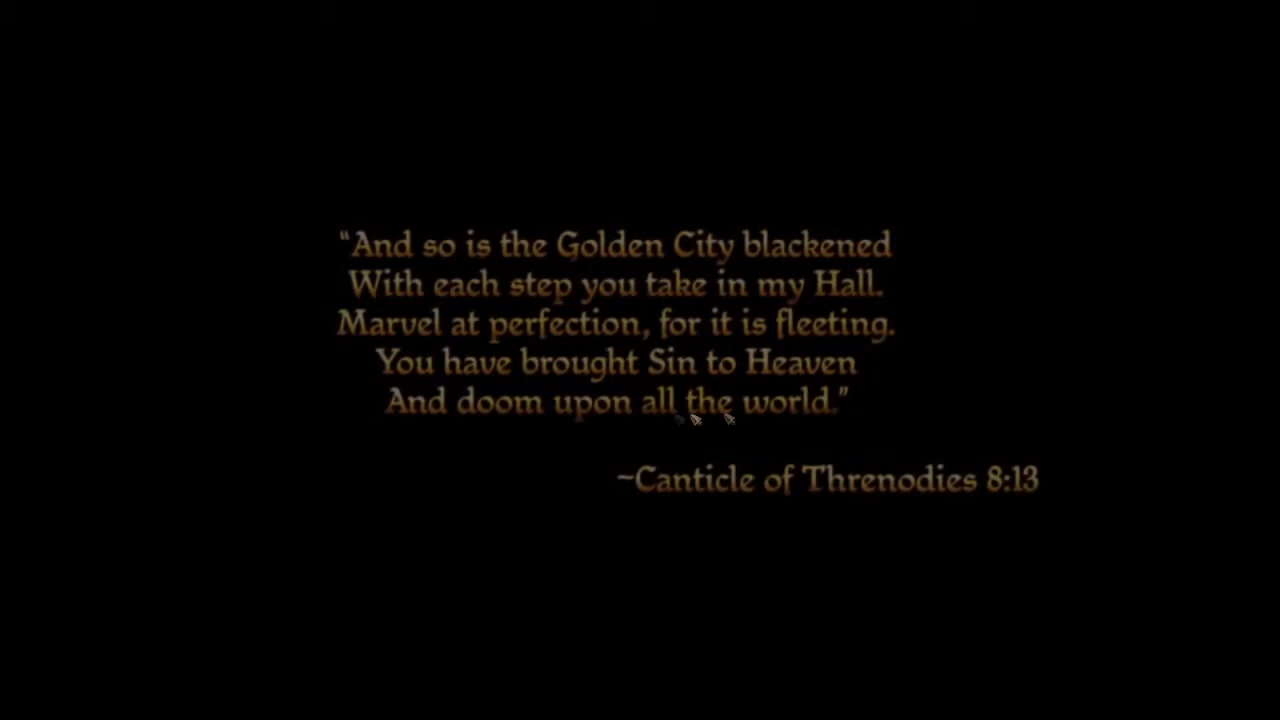 "And so is the Golden City blackened
With each step you take in my Hall.
Marvel at perfection, for it is fleeting.
You have brought Sin to Heaven
And doom upon all the world."
~Canticle of Threnodies 8:13